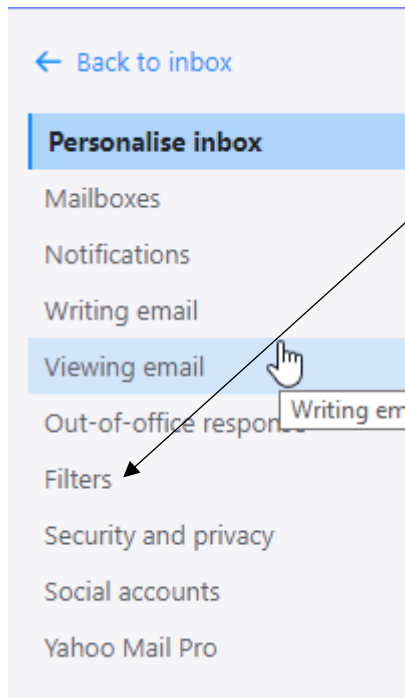 Back to inbox
Personalise inbox
Mailboxes
Notifications
Writing email
Viewing email
Writing em
Out-of-office response
Filters
Security and privacy
Social accounts
Yahoo Mail Pro